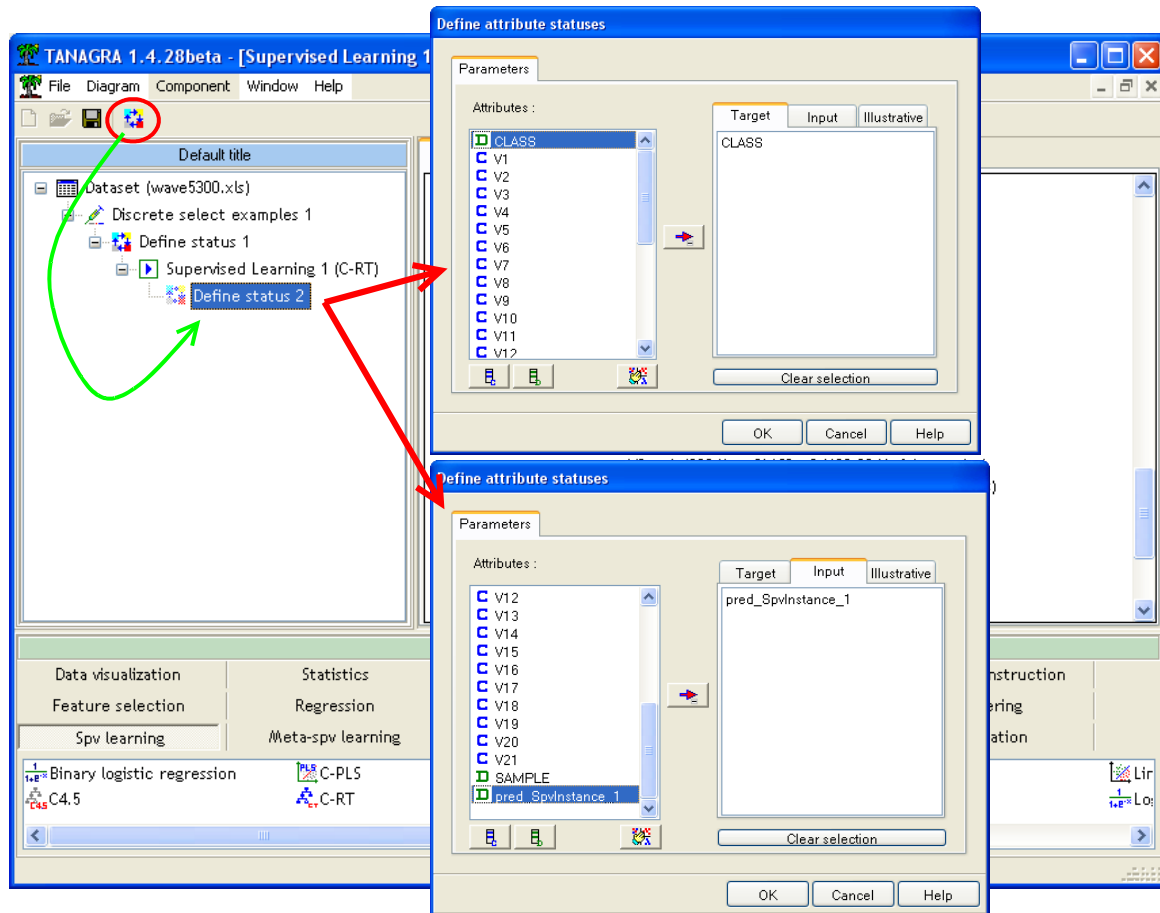 TANAGRA 1.4.28beta - [Supervised Learning 1
File Diagram Component Window Help
Default title
Dataset (wave5300.xls)
Discrete select examples 1
Define status 1
Supervised Learning 1 (C-RT)
Define status 2
Define attribute statuses
Parameters
Attributes :
CLASS
V1
V2
V3
V4
V5
V6
V7
V8
V9
V10
V11
V12
Target Input Illustrative
CLASS
Clear selection
OK Cancel Help
Define attribute statuses
Parameters
Attributes :
V12
V13
V14
V15
V16
V17
V18
V19
V20
V21
SAMPLE
pred_SpvInstance_1
Target Input Illustrative
pred_SpvInstance_1
Clear selection
OK Cancel Help
)
Data visualization Statistics nstruction
Feature selection Regression ering
Spv learning Meta-spv learning ation
Binary logistic regression C-PLS Lin
C4.5 C-RT Log